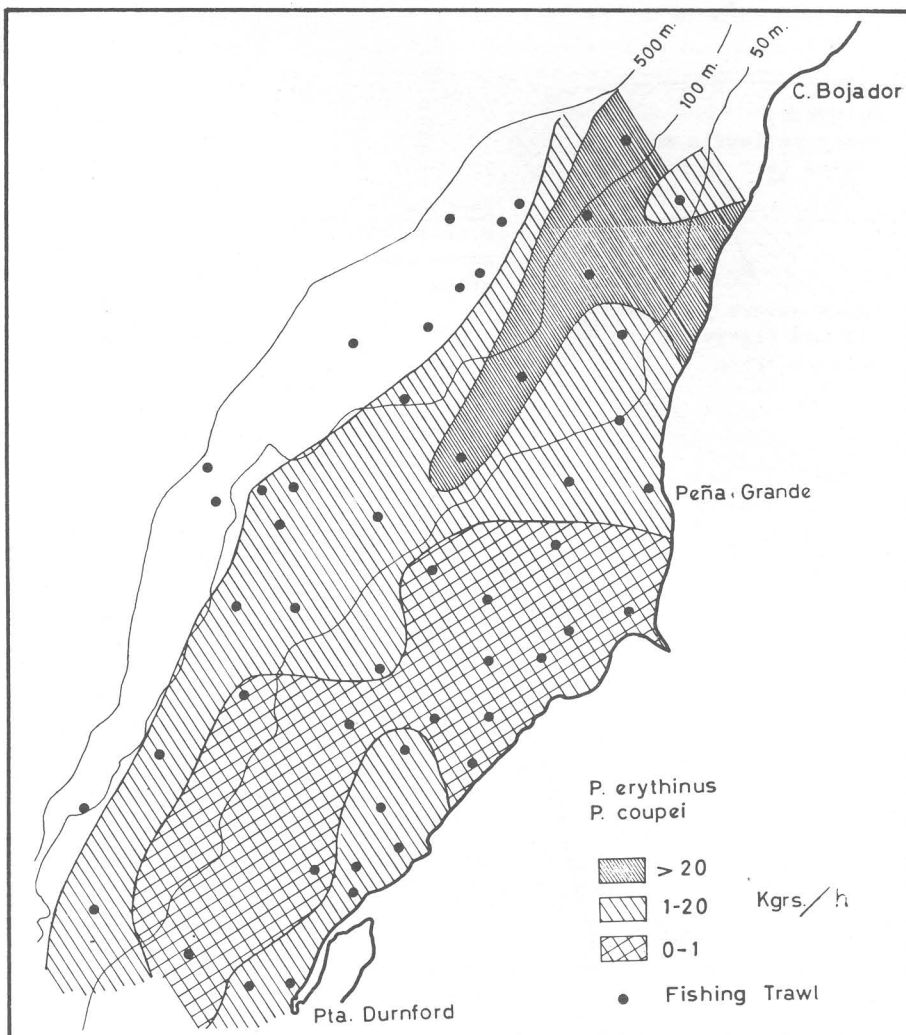 500 m.
100 m.
50 m.
C. Bojador
Peña Grande
P. erythinus
P. coupei
> 20
1-20
Kgrs./h
0-1
Fishing Trawl
Pta. Durnford